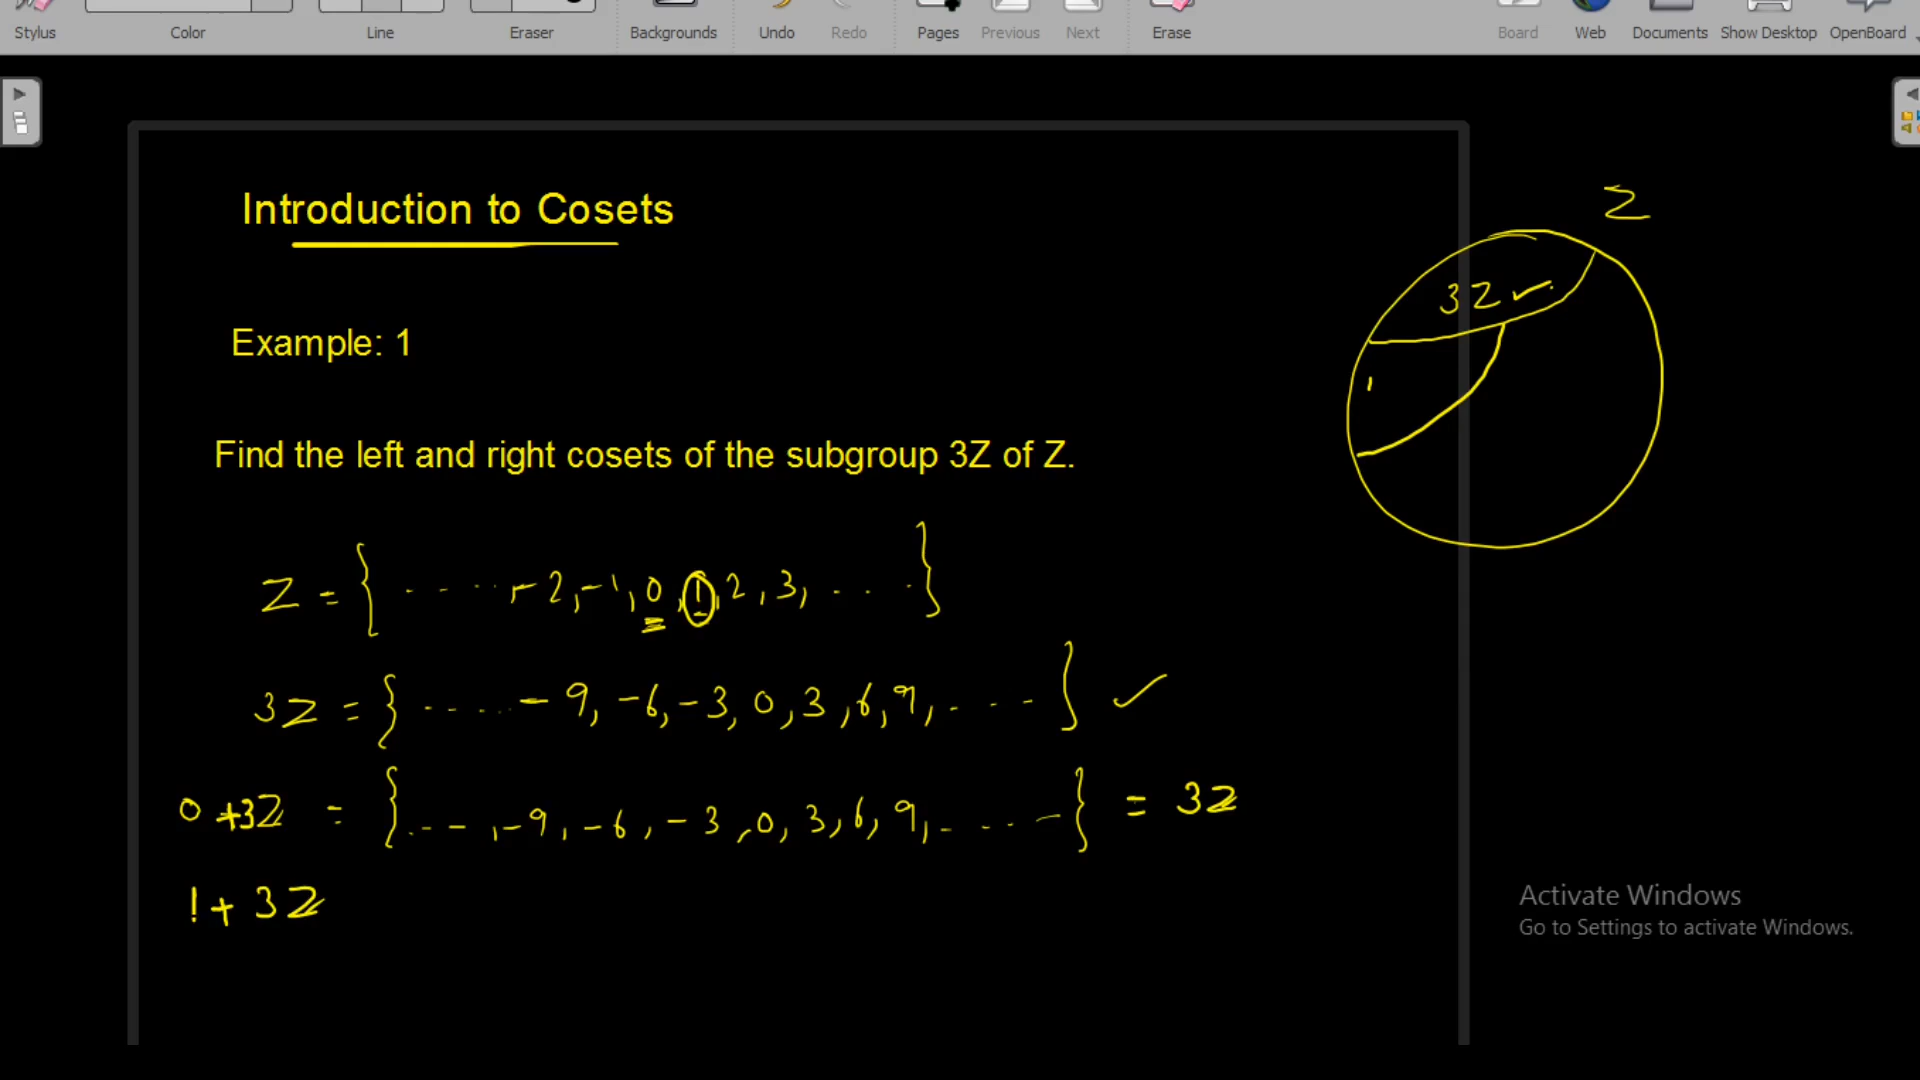 Stylus Color Line Eraser Backgrounds Undo Redo Pages Previous Next Erase Board Web Documents Show Desktop OpenBoard
Introduction to Cosets
Z
3Z
Example: 1
1
Find the left and right cosets of the subgroup 3Z of Z.
Z = { . . . . . , -2, -1, 0, 1, 2, 3, . . . . }
3Z = { . . . . . -9, -6, -3, 0, 3, 6, 9, . . . . } ✓
0 + 3Z = { . . . . , -9, -6, -3, 0, 3, 6, 9, . . . . } = 3Z
1 + 3Z
Activate Windows
Go to Settings to activate Windows.